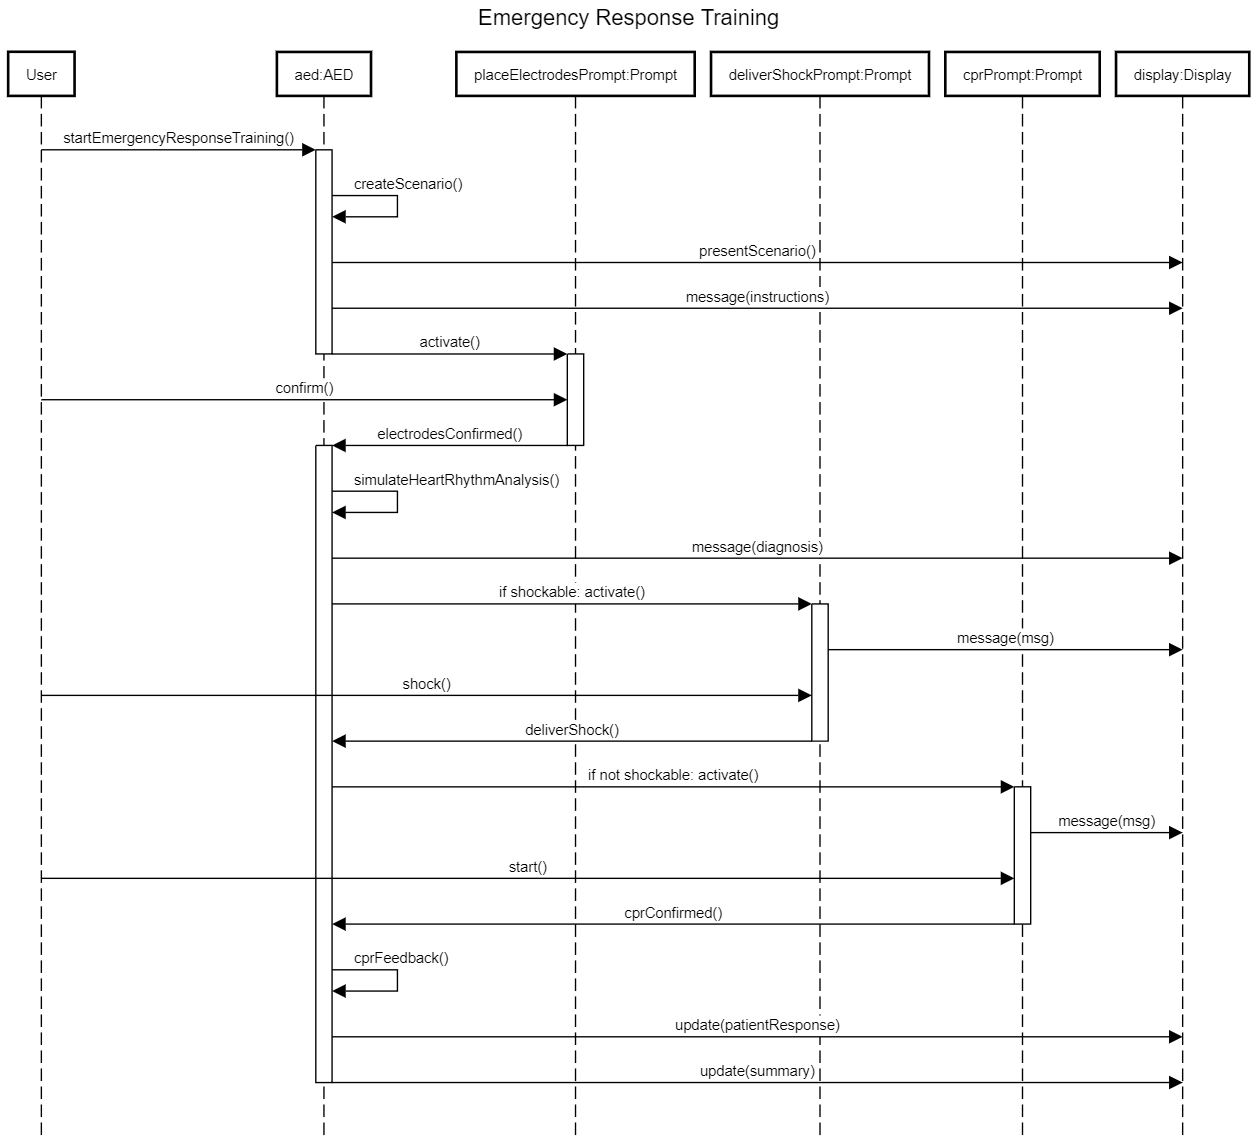 Emergency Response Training
User
aed:AED
placeElectrodesPrompt:Prompt
deliverShockPrompt:Prompt
cprPrompt:Prompt
display:Display
startEmergencyResponseTraining()
createScenario()
presentScenario()
message(instructions)
activate()
confirm()
electrodesConfirmed()
simulateHeartRhythmAnalysis()
message(diagnosis)
if shockable: activate()
message(msg)
shock()
deliverShock()
if not shockable: activate()
message(msg)
start()
cprConfirmed()
cprFeedback()
update(patientResponse)
update(summary)